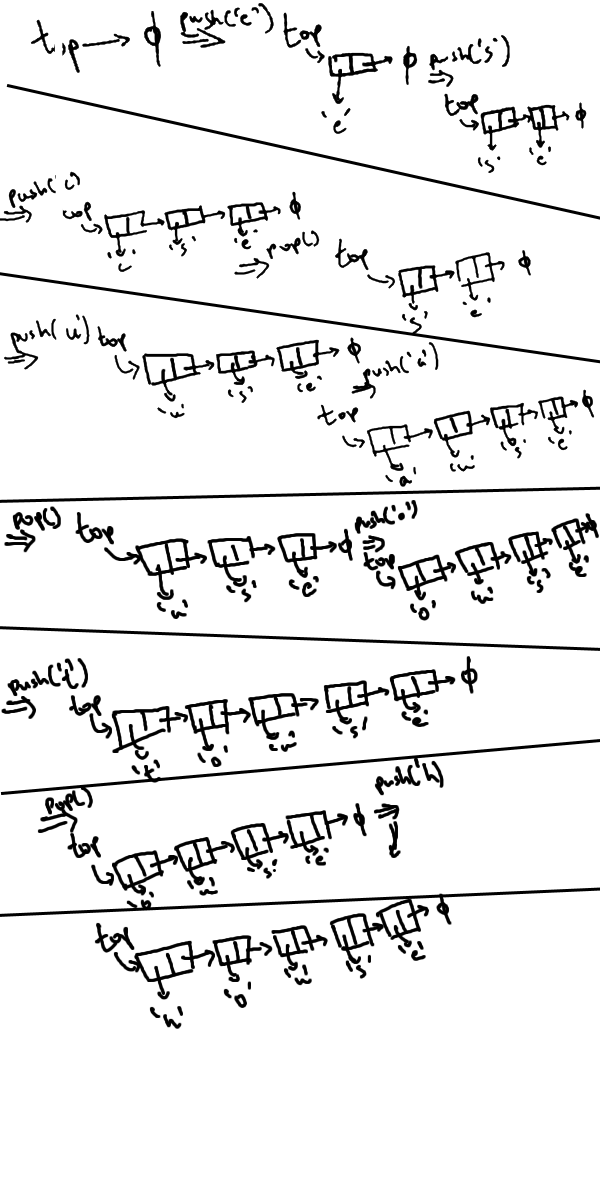 top → ϕ push('e') ⇒ top → ϕ
'e'
push('s') ⇒
top → → ϕ
's' 'e'
⇒ top → → → ϕ
's' 'e'
pop() ⇒ top → → ϕ
's' 'e'
push('u') ⇒ top → → → ϕ
'u' 's' 'e'
push('a') ⇒
top → → → → ϕ
'a' 'u' 's' 'e'
pop() ⇒ top → → → ϕ
'u' 's' 'e'
push('o') ⇒
top → → → → ϕ
'o' 'u' 's' 'e'
push('t') ⇒ top → → → → → ϕ
't' 'o' 'u' 's' 'e'
pop() ⇒
top → → → → ϕ
'o' 'u' 's' 'e'
push('h') ⇒
top → → → → → ϕ
'h' 'o' 'u' 's' 'e'